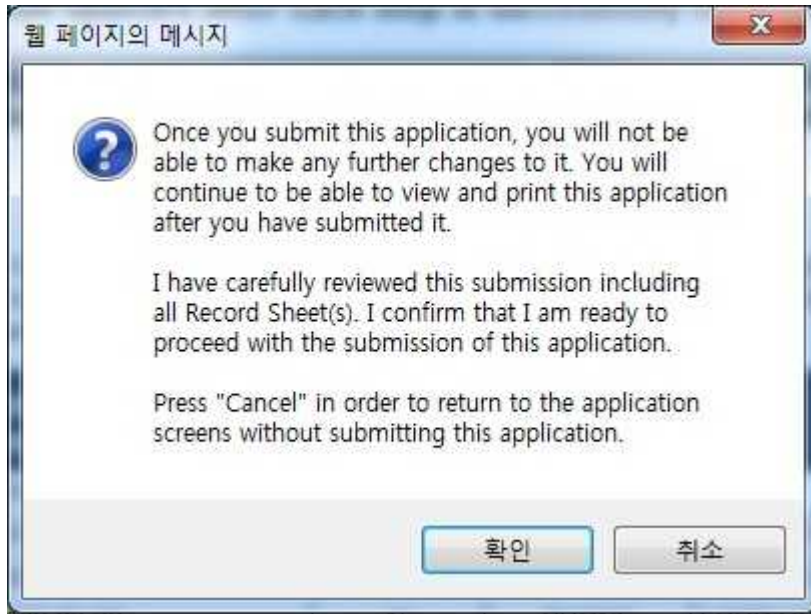 웹 페이지의 메시지
Once you submit this application, you will not be
able to make any further changes to it. You will
continue to be able to view and print this application
after you have submitted it.
I have carefully reviewed this submission including
all Record Sheet(s). I confirm that I am ready to
proceed with the submission of this application.
Press "Cancel" in order to return to the application
screens without submitting this application.
확인
취소